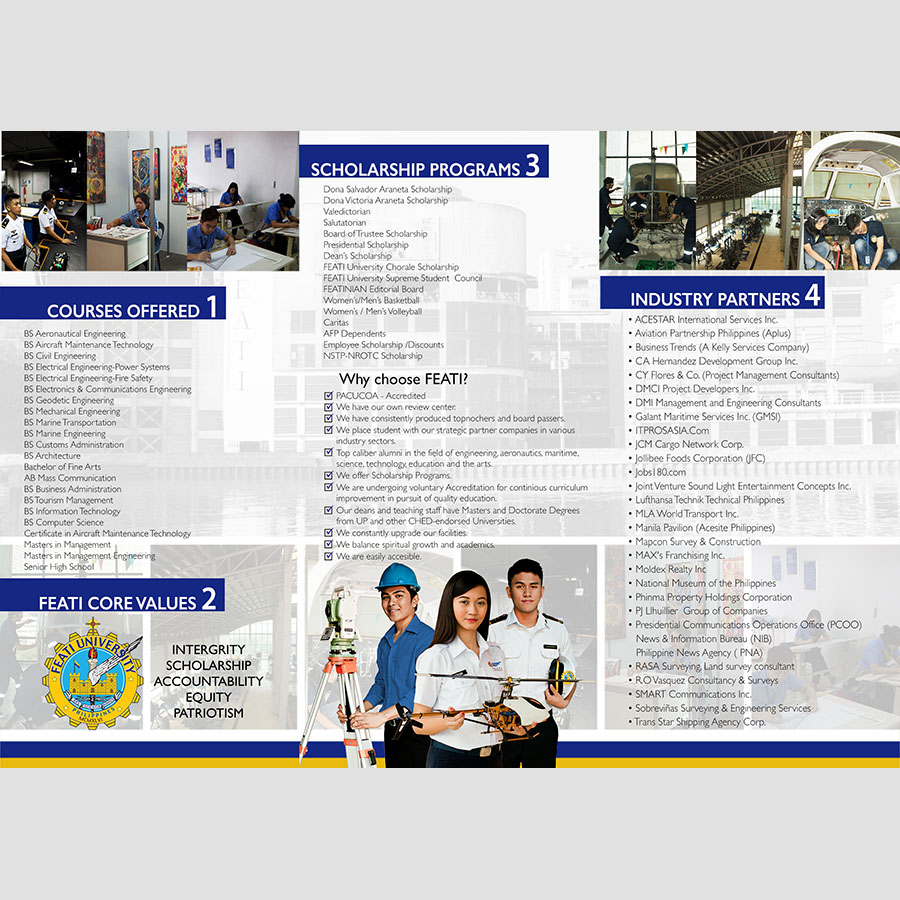 COURSES OFFERED 1
BS Aeronautical Engineering
BS Aircraft Maintenance Technology
BS Civil Engineering
BS Electrical Engineering-Power Systems
BS Electrical Engineering-Fire Safety
BS Electronics & Communications Engineering
BS Geodetic Engineering
BS Mechanical Engineering
BS Marine Transportation
BS Marine Engineering
BS Customs Administration
BS Architecture
Bachelor of Fine Arts
AB Mass Communication
BS Business Administration
BS Tourism Management
BS Information Technology
BS Computer Science
Certificate in Aircraft Maintenance Technology
Masters in Management
Masters in Management Engineering
Senior High School
FEATI CORE VALUES 2
FEATI UNIVERSITY
PHILIPPINES
MCMXLVI
INTERGRITY
SCHOLARSHIP
ACCOUNTABILITY
EQUITY
PATRIOTISM
SCHOLARSHIP PROGRAMS 3
Dona Salvador Araneta Scholarship
Dona Victoria Araneta Scholarship
Valedictorian
Salutatorian
Board of Trustee Scholarship
Presidential Scholarship
Dean's Scholarship
FEATI University Chorale Scholarship
FEATI University Supreme Student Council
FEATINIAN Editorial Board
Women's/Men's Basketball
Women's / Men's Volleyball
Caritas
AFP Dependents
Employee Scholarship /Discounts
NSTP-NROTC Scholarship
Why choose FEATI?
PACUCOA - Accredited
We have our own review center.
We have consistently produced topnochers and board passers.
We place student with our strategic partner companies in various
industry sectors.
Top caliber alumni in the field of engineering, aeronautics, maritime,
science, technology, education and the arts.
We offer Scholarship Programs.
We are undergoing voluntary Accreditation for continious curriculum
improvement in pursuit of quality education.
Our deans and teaching staff have Masters and Doctorate Degrees
from UP and other CHED-endorsed Universities.
We constantly upgrade our facilities.
We balance spiritual growth and academics.
We are easily accesible.
INDUSTRY PARTNERS 4
• ACESTAR International Services Inc.
• Aviation Partnership Philippines (Aplus)
• Business Trends (A Kelly Services Company)
• CA Hernandez Development Group Inc.
• CY Flores & Co. (Project Management Consultants)
• DMCI Project Developers Inc.
• DMI Management and Engineering Consultants
• Galant Maritime Services Inc. (GMSI)
• ITPROSASIA.Com
• JCM Cargo Network Corp.
• Jollibee Foods Corporation (JFC)
• Jobs180.com
• Joint Venture Sound Light Entertainment Concepts Inc.
• Lufthansa Technik Technical Philippines
• MLA World Transport Inc.
• Manila Pavilion (Acesite Philippines)
• Mapcon Survey & Construction
• MAX's Franchising Inc.
• Moldex Realty Inc
• National Museum of the Philippines
• Phinma Property Holdings Corporation
• PJ Llhuillier Group of Companies
• Presidential Communications Operations Office (PCOO)
News & Information Bureau (NIB)
Philippine News Agency ( PNA)
• RASA Surveying, Land survey consultant
• R.O Vasquez Consultancy & Surveys
• SMART Communications Inc.
• Sobreviñas Surveying & Engineering Services
• Trans Star Shipping Agency Corp.